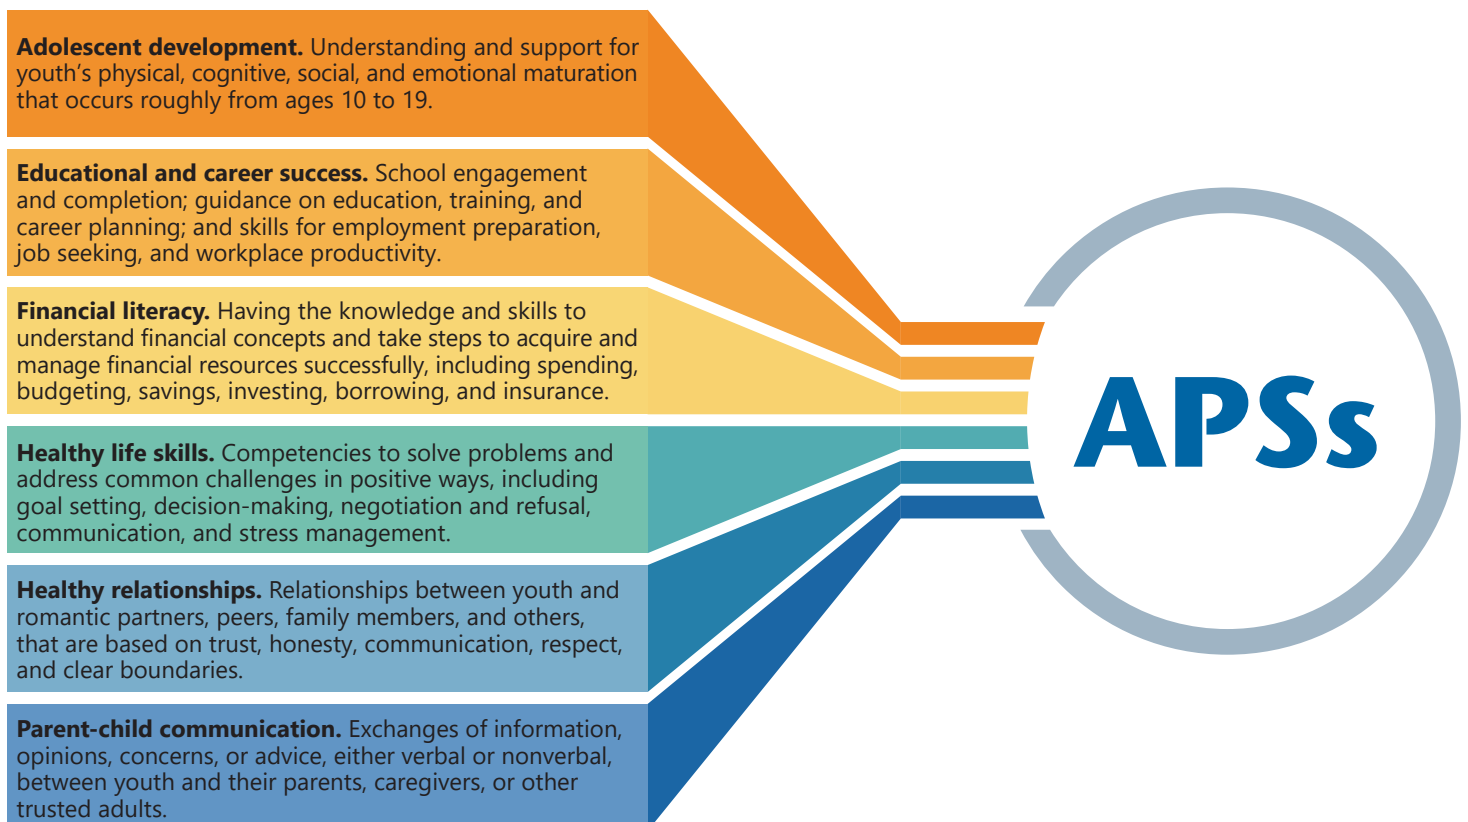 Adolescent development. Understanding and support for
youth’s physical, cognitive, social, and emotional maturation
that occurs roughly from ages 10 to 19.
Educational and career success. School engagement
and completion; guidance on education, training, and
career planning; and skills for employment preparation,
job seeking, and workplace productivity.
Financial literacy. Having the knowledge and skills to
understand financial concepts and take steps to acquire and
manage financial resources successfully, including spending,
budgeting, savings, investing, borrowing, and insurance.
Healthy life skills. Competencies to solve problems and
address common challenges in positive ways, including
goal setting, decision-making, negotiation and refusal,
communication, and stress management.
Healthy relationships. Relationships between youth and
romantic partners, peers, family members, and others,
that are based on trust, honesty, communication, respect,
and clear boundaries.
Parent-child communication. Exchanges of information,
opinions, concerns, or advice, either verbal or nonverbal,
between youth and their parents, caregivers, or other
trusted adults.
APSs